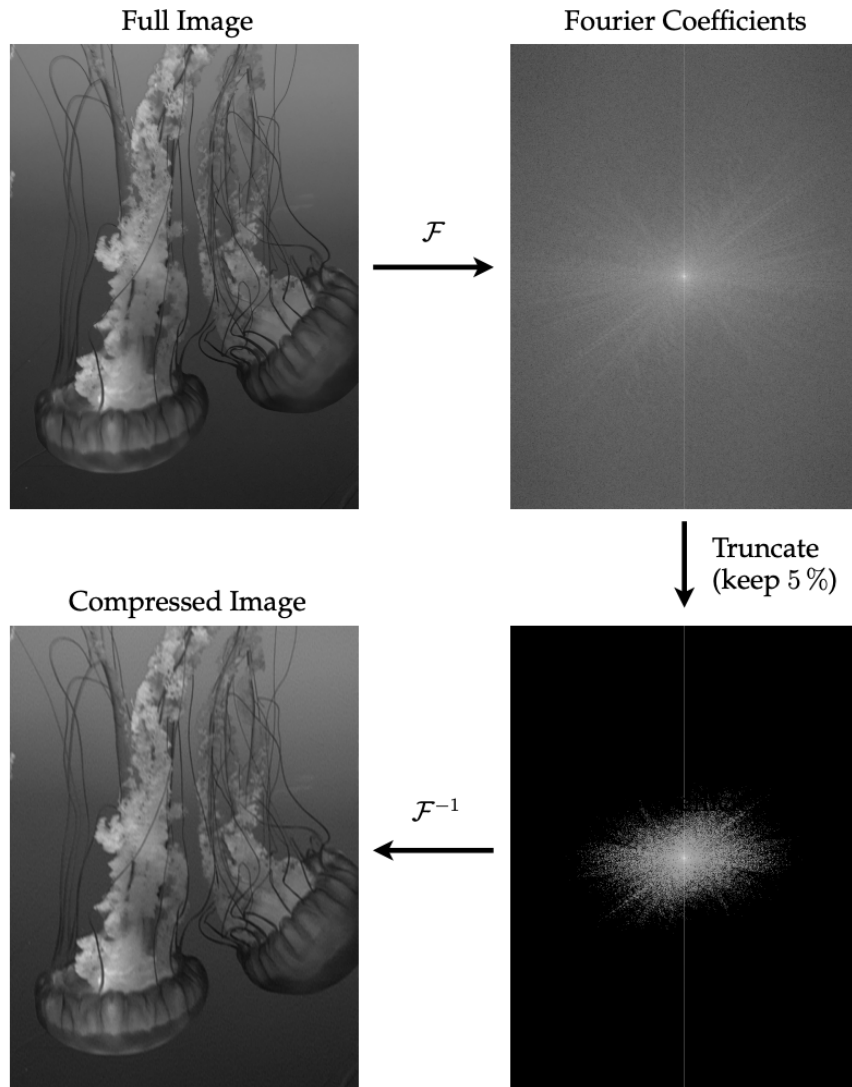 Full Image
Fourier Coefficients
ℱ
Truncate
(keep 5 %)
Compressed Image
ℱ⁻¹